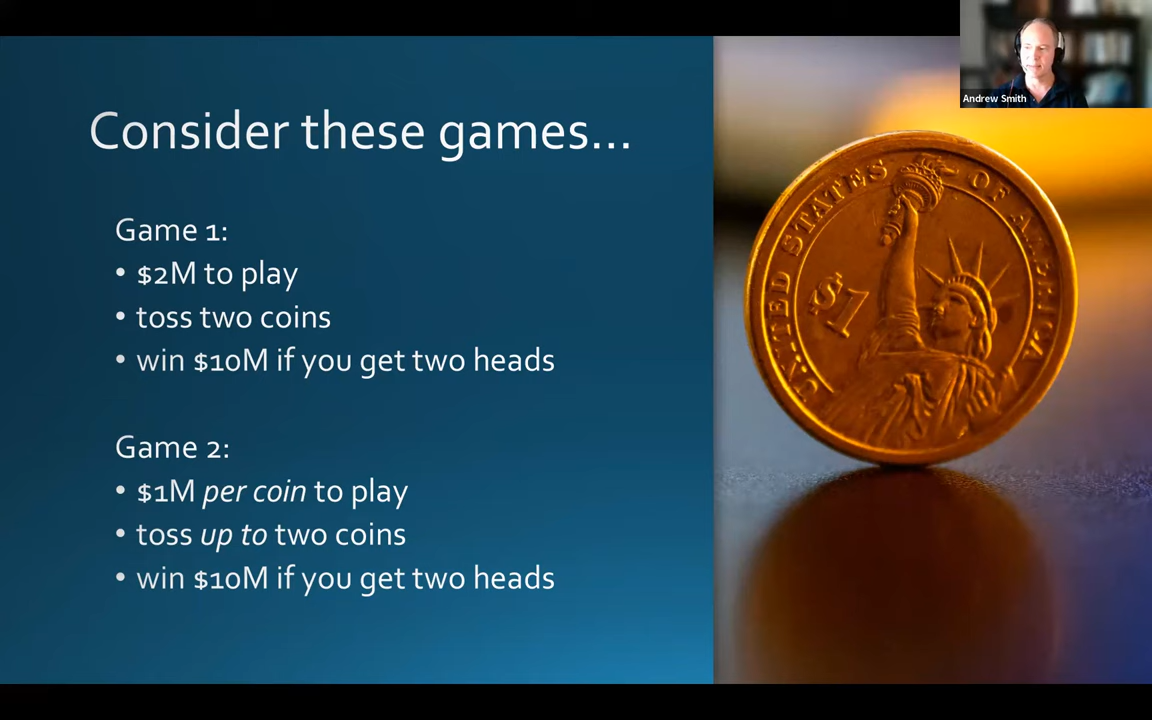 Consider these games...
Game 1:
• $2M to play
• toss two coins
• win $10M if you get two heads
Game 2:
• $1M per coin to play
• toss up to two coins
• win $10M if you get two heads
Andrew Smith
UNITED STATES OF AMERICA
$1